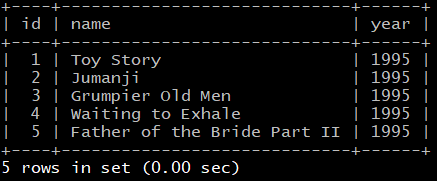 +----+-----------------------------+------+
| id | name                        | year |
+----+-----------------------------+------+
|  1 | Toy Story                   | 1995 |
|  2 | Jumanji                     | 1995 |
|  3 | Grumpier Old Men            | 1995 |
|  4 | Waiting to Exhale           | 1995 |
|  5 | Father of the Bride Part II | 1995 |
+----+-----------------------------+------+
5 rows in set (0.00 sec)